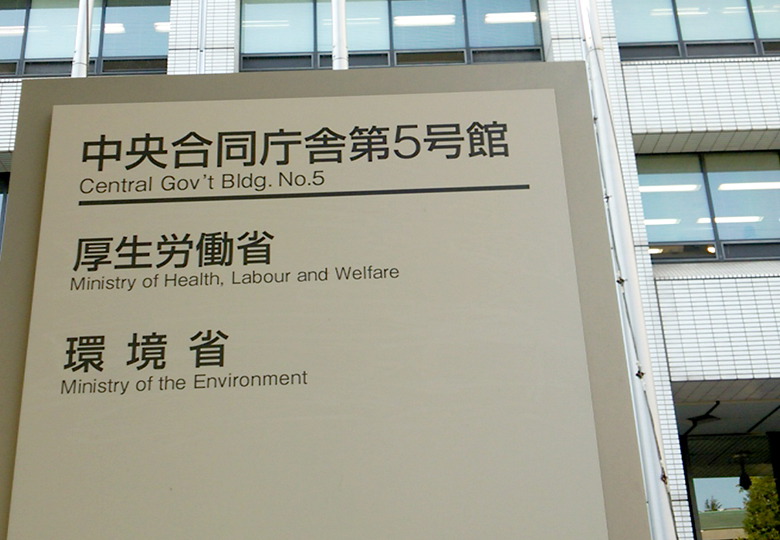 中央合同庁舎第5号館
Central Gov't Bldg. No.5
厚生労働省
Ministry of Health, Labour and Welfare
環境省
Ministry of the Environment